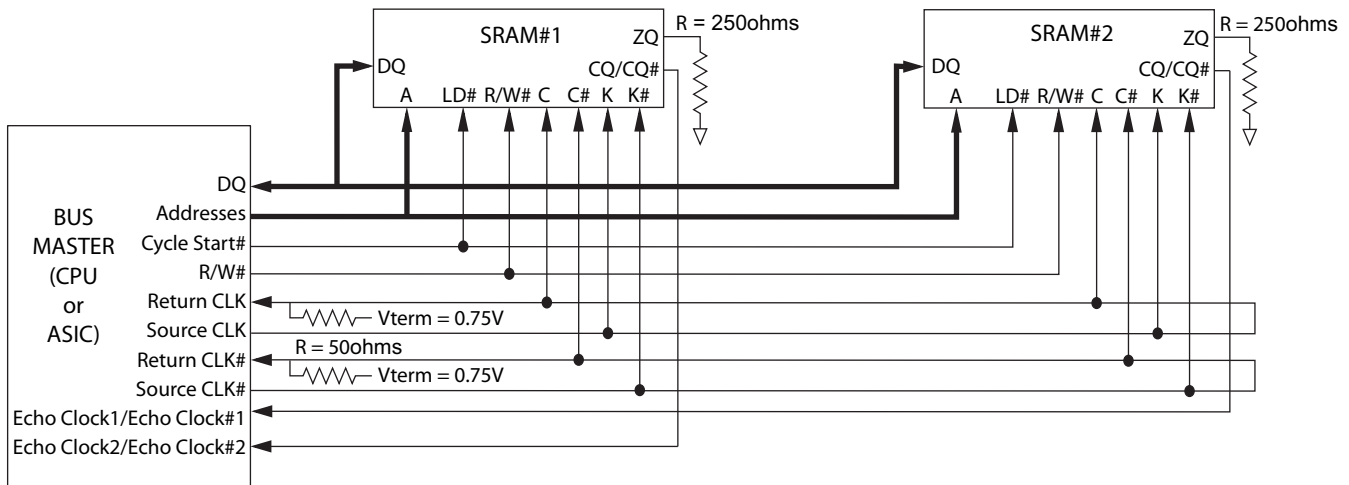 SRAM#1
ZQ
R = 250ohms
DQ
CQ/CQ#
A LD# R/W# C C# K K#
SRAM#2
ZQ
R = 250ohms
DQ
CQ/CQ#
A LD# R/W# C C# K K#
BUS
MASTER
(CPU
or
ASIC)
DQ
Addresses
Cycle Start#
R/W#
Return CLK
Vterm = 0.75V
Source CLK
R = 50ohms
Return CLK#
Vterm = 0.75V
Source CLK#
Echo Clock1/Echo Clock#1
Echo Clock2/Echo Clock#2